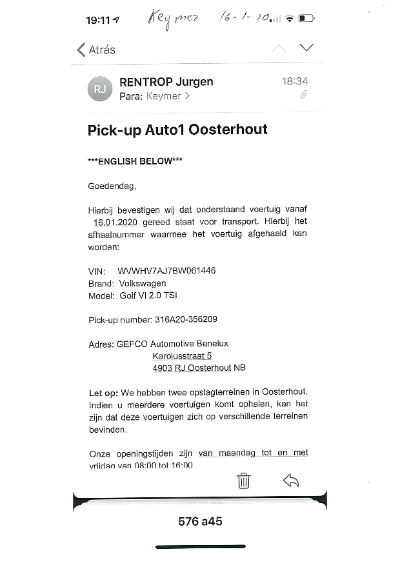 19:11 Keymer 16-1-20
Atrás
RJ
RENTROP Jurgen 18:34
Para: Keymer >
Pick-up Auto1 Oosterhout
***ENGLISH BELOW***
Goedendag,
Hierbij bevestigen wij dat onderstaand voertuig vanaf
16.01.2020 gereed staat voor transport. Hierbij het
afhaalnummer waarmee het voertuig afgehaald kan
worden:
VIN: WVWHV7AJ7BW061446
Brand: Volkswagen
Model: Golf VI 2.0 TSI
Pick-up number: 316A20-356209
Adres: GEFCO Automotive Benelux
Karolusstraat 5
4903 RJ Oosterhout NB
Let op: We hebben twee opslagterreinen in Oosterhout.
Indien u meerdere voertuigen komt ophalen, kan het
zijn dat deze voertuigen zich op verschillende terreinen
bevinden.
Onze openingstijden zijn van maandag tot en met
vrijdag van 08:00 tot 16:00
576 a45